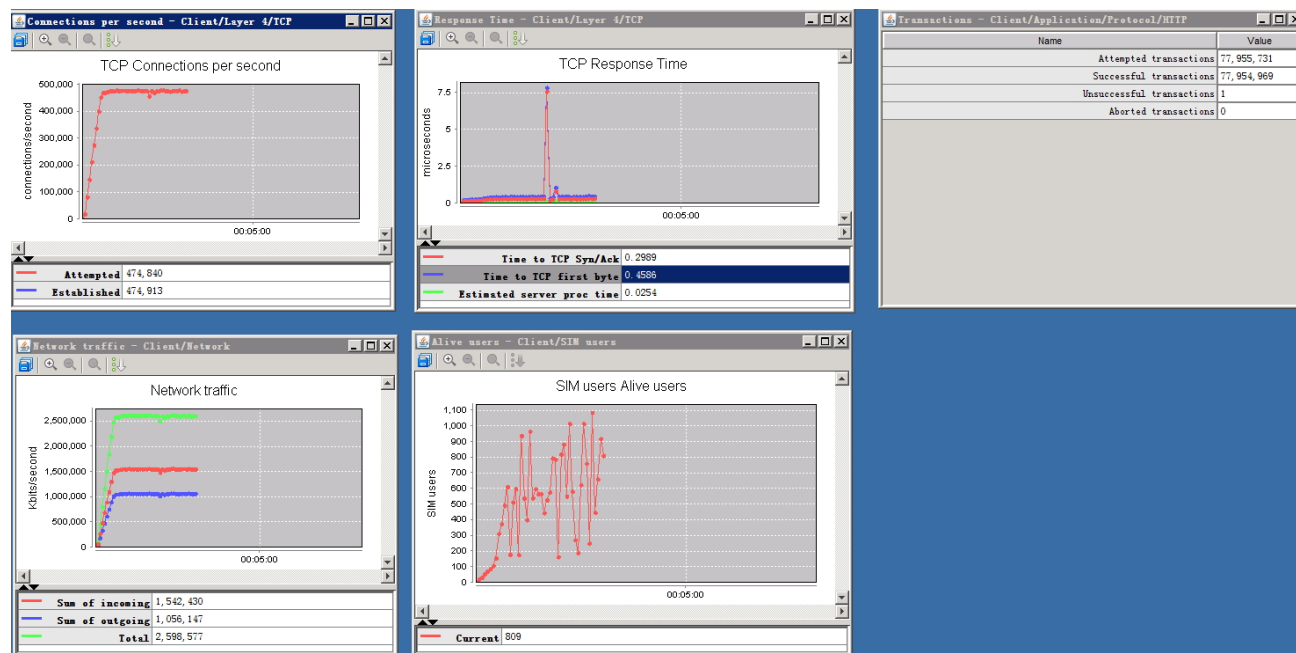 Connections per second - Client/Layer 4/TCP
TCP Connections per second
500,000
400,000
300,000
200,000
100,000
0
connections/second
00:05:00
Attempted 474,840
Established 474,913
Response Time - Client/Layer 4/TCP
TCP Response Time
7.5
5
2.5
0
microseconds
00:05:00
Time to TCP Syn/Ack 0.2989
Time to TCP first byte 0.4586
Estimated server proc time 0.0254
Transactions - Client/Application/Protocol/HTTP
Name Value
Attempted transactions 77,955,731
Successful transactions 77,954,969
Unsuccessful transactions 1
Aborted transactions 0
Network traffic - Client/Network
Network traffic
2,500,000
2,000,000
1,500,000
1,000,000
500,000
0
Kbits/second
00:05:00
Sum of incoming 1,542,430
Sum of outgoing 1,056,147
Total 2,598,577
Alive users - Client/SIM users
SIM users Alive users
1,100
1,000
900
800
700
600
500
400
300
200
100
0
SIM users
00:05:00
Current 809